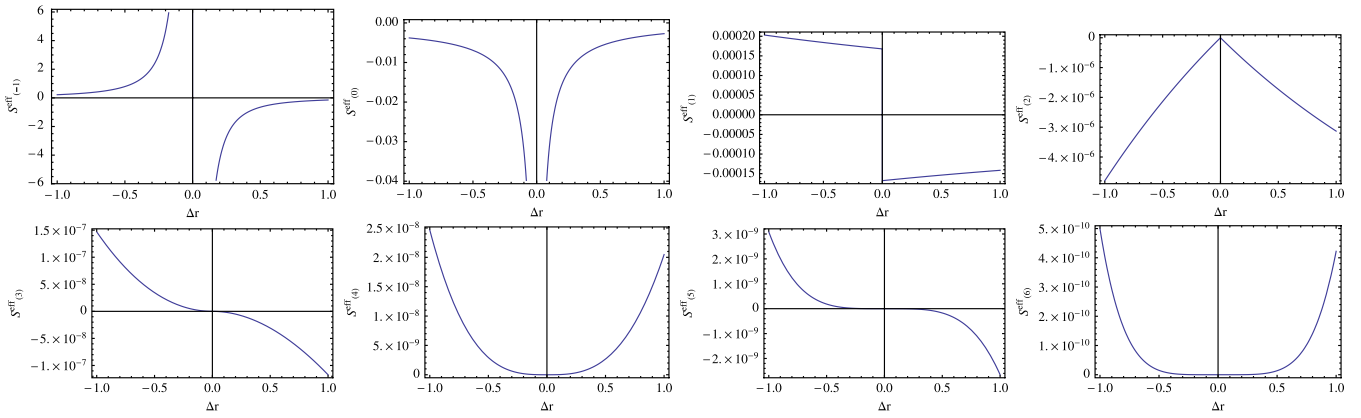 6
4
2
0
−2
−4
−6
−1.0 −0.5 0.0 0.5 1.0
Δr
S^eff_(−1)
0.00
−0.01
−0.02
−0.03
−0.04
−1.0 −0.5 0.0 0.5 1.0
Δr
S^eff_(0)
0.00020
0.00015
0.00010
0.00005
0.00000
−0.00005
−0.00010
−0.00015
−1.0 −0.5 0.0 0.5 1.0
Δr
S^eff_(1)
0
−1.×10^−6
−2.×10^−6
−3.×10^−6
−4.×10^−6
−1.0 −0.5 0.0 0.5 1.0
Δr
S^eff_(2)
1.5×10^−7
1.×10^−7
5.×10^−8
0
−5.×10^−8
−1.×10^−7
−1.0 −0.5 0.0 0.5 1.0
Δr
S^eff_(3)
2.5×10^−8
2.×10^−8
1.5×10^−8
1.×10^−8
5.×10^−9
0
−1.0 −0.5 0.0 0.5 1.0
Δr
S^eff_(4)
3.×10^−9
2.×10^−9
1.×10^−9
0
−1.×10^−9
−2.×10^−9
−1.0 −0.5 0.0 0.5 1.0
Δr
S^eff_(5)
5.×10^−10
4.×10^−10
3.×10^−10
2.×10^−10
1.×10^−10
0
−1.0 −0.5 0.0 0.5 1.0
Δr
S^eff_(6)